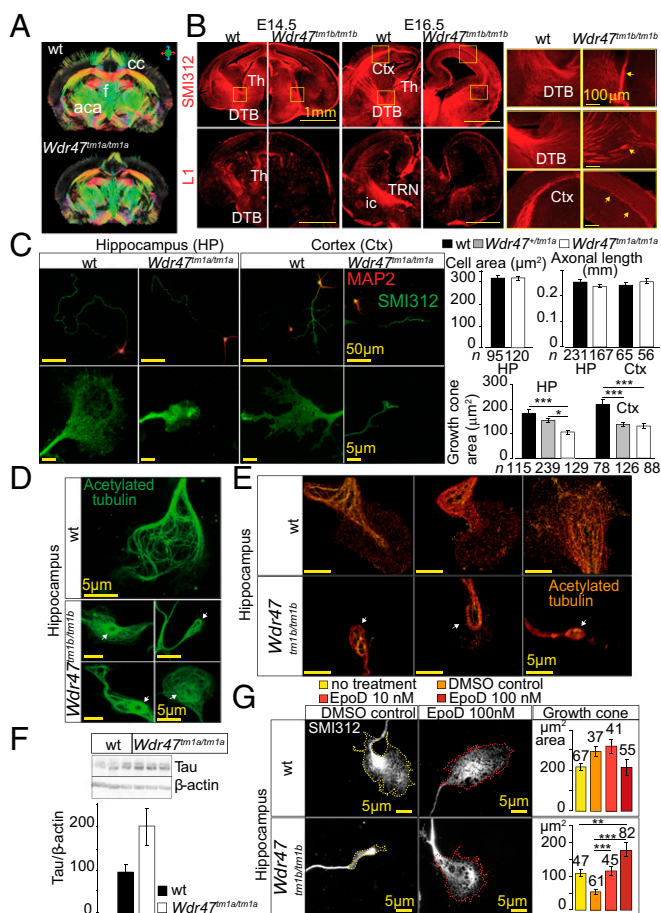 A
wt
cc
f
aca
Wdr47tm1a/tm1a
B
E14.5
E16.5
wt
Wdr47tm1b/tm1b
wt
Wdr47tm1b/tm1b
wt
Wdr47tm1b/tm1b
SMI312
Th
DTB
1mm
Ctx
Th
DTB
DTB
100 µm
L1
Th
DTB
TRN
ic
DTB
Ctx
C
Hippocampus (HP)
Cortex (Ctx)
wt
Wdr47tm1a/tm1a
wt
Wdr47tm1a/tm1a
MAP2
SMI312
50µm
5µm
wt
Wdr47+/tm1a
Wdr47tm1a/tm1a
Cell area (µm²)
300
200
100
0
n 95 120
HP
Axonal length
(mm)
0.2
0
n 231 167 65 56
HP
Ctx
Growth cone
area (µm²)
300
200
100
0
HP
***
*
***
***
Ctx
n 115 239 129 78 126 88
D
Acetylated
tubulin
Hippocampus
wt
5µm
Wdr47tm1b/tm1b
5µm
E
Hippocampus
wt
Wdr47
tm1b/tm1b
Acetylated
tubulin
5µm
F
wt
Wdr47tm1a/tm1a
Tau
β-actin
Tau/β-actin
200
100
0
wt
Wdr47tm1a/tm1a
no treatment
DMSO control
EpoD 10 nM
EpoD 100 nM
G
DMSO control
EpoD 100nM
Growth cone
SMI312
Hippocampus
wt
5µm
5µm
µm² area
200
0
67
37
41
55
Wdr47
tm1b/tm1b
5µm
5µm
µm²
200
100
0
**
***
***
47
61
45
82